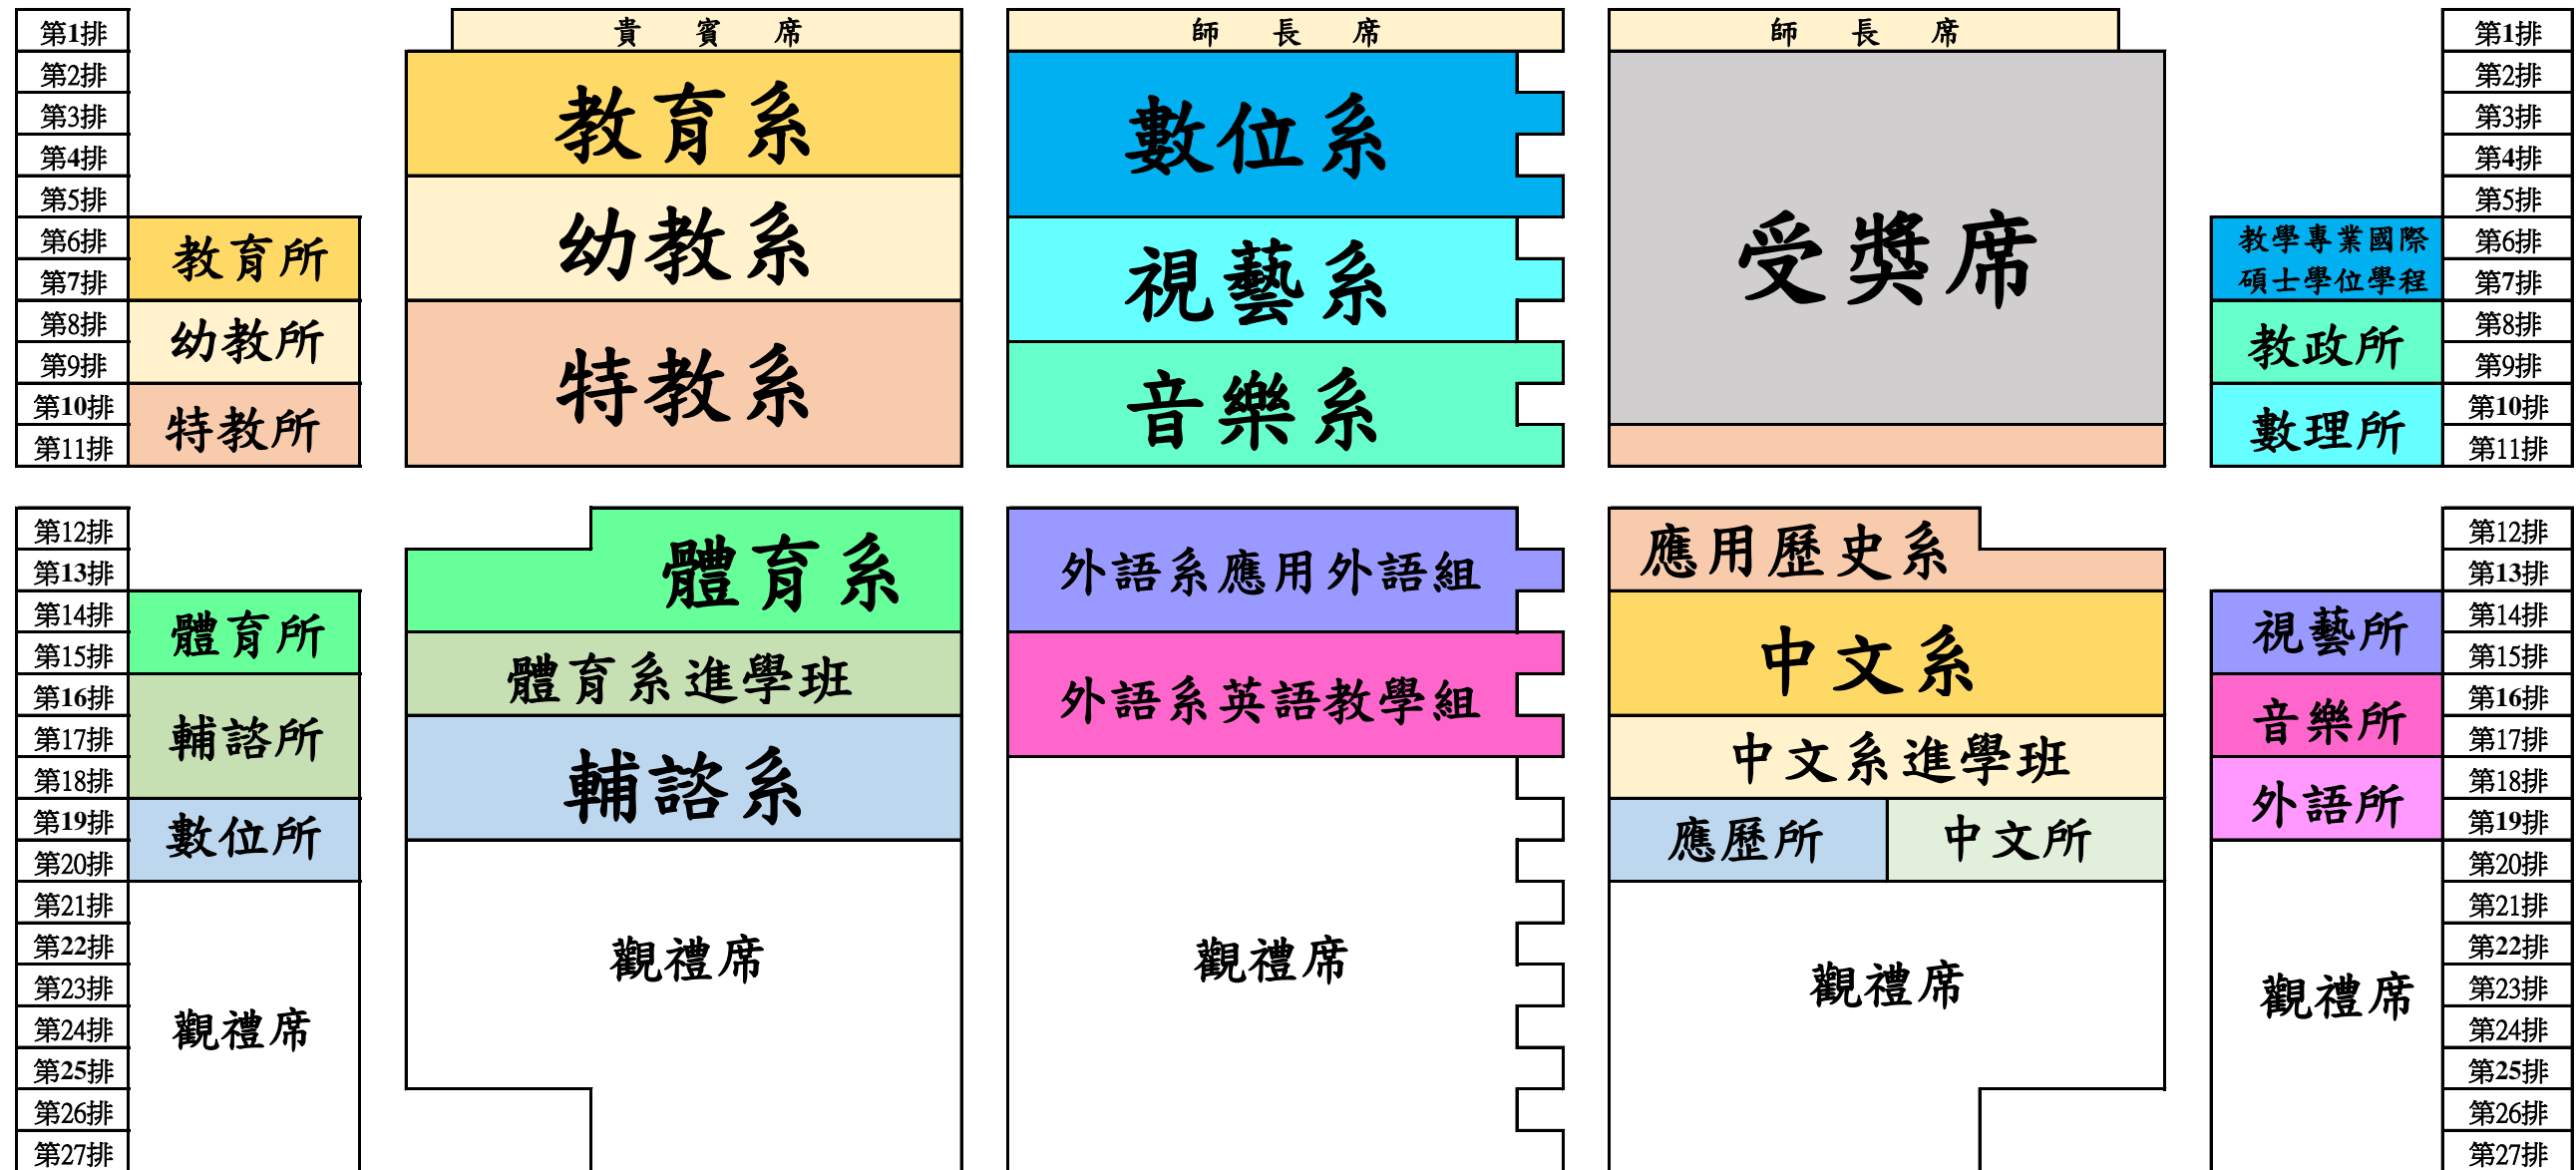 第1排 貴賓席 師長席 師長席 第1排
第2排 第2排
第3排 教育系 數位系 第3排
第4排 第4排
第5排 第5排
第6排 教育所 幼教系 視藝系 受獎席 教學專業國際 第6排
第7排 碩士學位學程 第7排
第8排 幼教所 教政所 第8排
第9排 特教系 音樂系 第9排
第10排 特教所 數理所 第10排
第11排 第11排
第12排 第12排
第13排 體育系 外語系應用外語組 應用歷史系 第13排
第14排 體育所 視藝所 第14排
第15排 中文系 第15排
第16排 體育系進學班 外語系英語教學組 音樂所 第16排
第17排 輔諮所 第17排
第18排 輔諮系 中文系進學班 外語所 第18排
第19排 數位所 應歷所 中文所 第19排
第20排 第20排
第21排 第21排
第22排 觀禮席 觀禮席 第22排
第23排 觀禮席 觀禮席 第23排
第24排 觀禮席 第24排
第25排 第25排
第26排 第26排
第27排 第27排